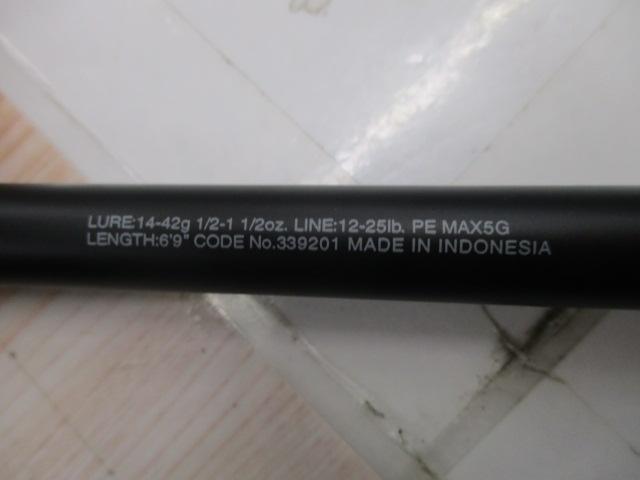 LURE:14-42g 1/2-1 1/2oz. LINE:12-25lb. PE MAX5G
LENGTH:6'9" CODE No.339201 MADE IN INDONESIA